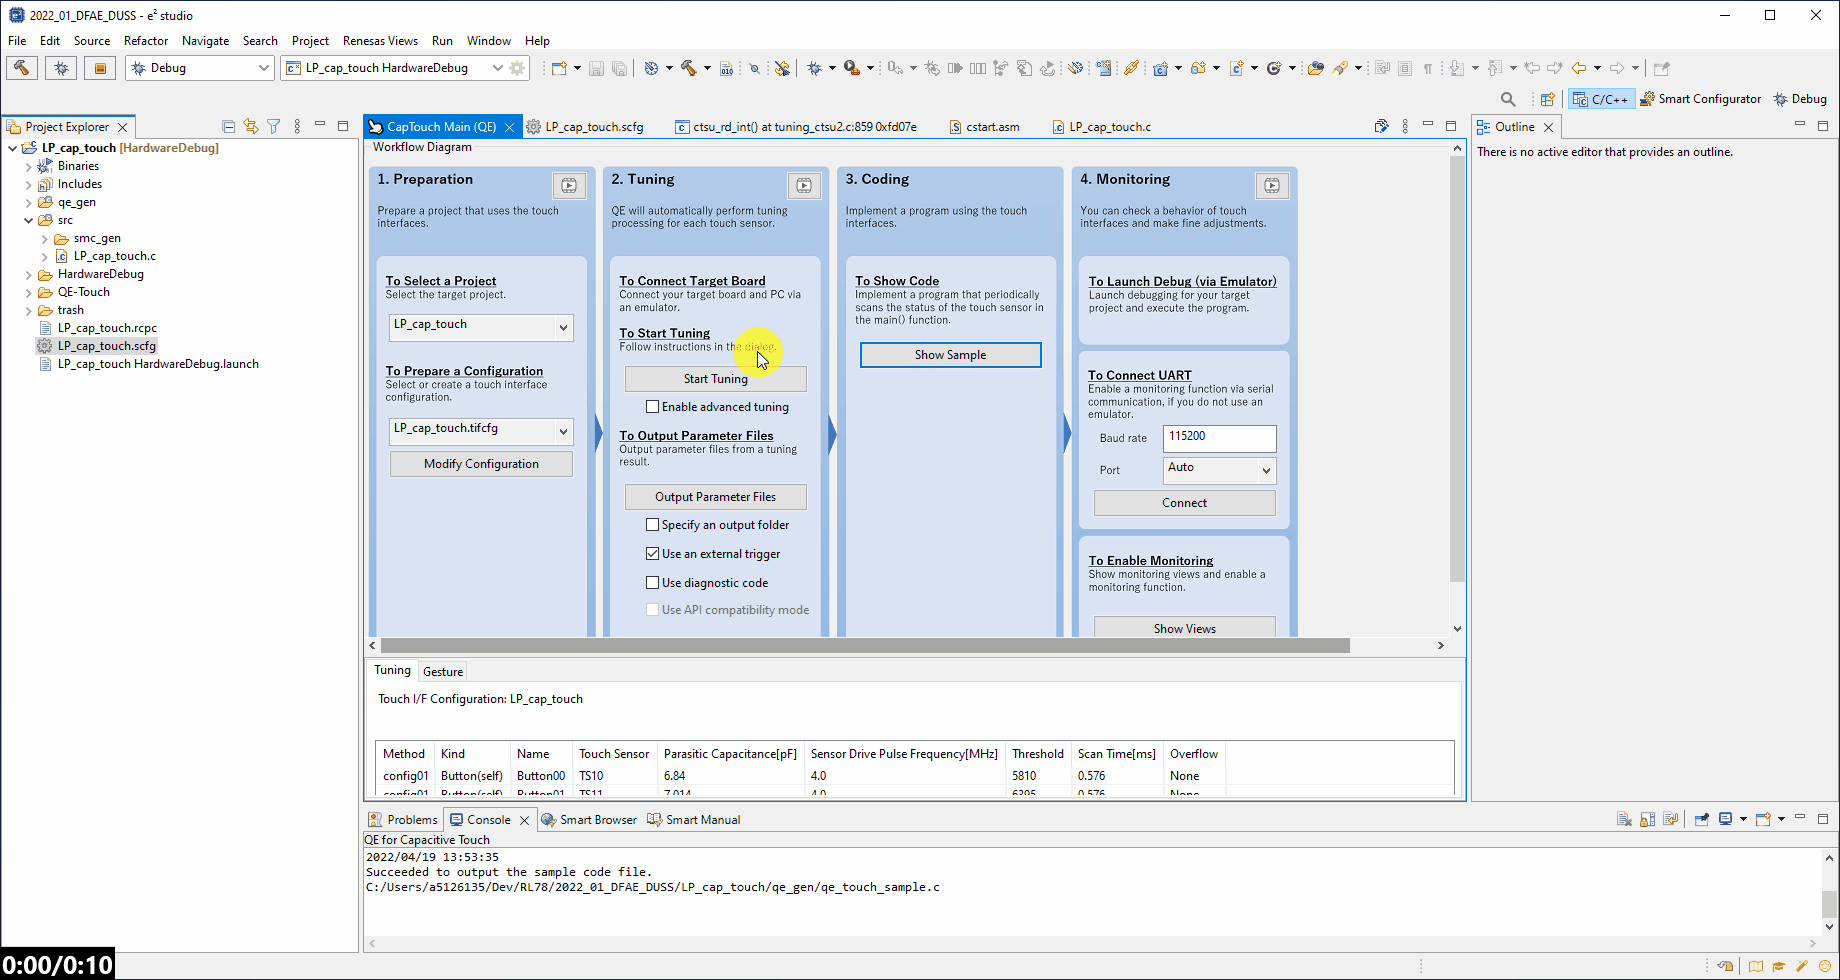 2022_01_DFAE_DUSS - e² studio
File Edit Source Refactor Navigate Search Project Renesas Views Run Window Help
Debug
LP_cap_touch HardwareDebug
C/C++ Smart Configurator Debug
Project Explorer
LP_cap_touch [HardwareDebug]
Binaries
Includes
qe_gen
src
smc_gen
LP_cap_touch.c
HardwareDebug
QE-Touch
trash
LP_cap_touch.rcpc
LP_cap_touch.scfg
LP_cap_touch HardwareDebug.launch
CapTouch Main (QE) LP_cap_touch.scfg ctsu_rd_int() at tuning_ctsu2.c:859 0xfd07e cstart.asm LP_cap_touch.c
Workflow Diagram
1. Preparation
Prepare a project that uses the touch
interfaces.
To Select a Project
Select the target project.
LP_cap_touch
To Prepare a Configuration
Select or create a touch interface
configuration.
LP_cap_touch.tifcfg
Modify Configuration
2. Tuning
QE will automatically perform tuning
processing for each touch sensor.
To Connect Target Board
Connect your target board and PC via
an emulator.
To Start Tuning
Follow instructions in the dialog.
Start Tuning
Enable advanced tuning
To Output Parameter Files
Output parameter files from a tuning
result.
Output Parameter Files
Specify an output folder
Use an external trigger
Use diagnostic code
Use API compatibility mode
3. Coding
Implement a program using the touch
interfaces.
To Show Code
Implement a program that periodically
scans the status of the touch sensor in
the main() function.
Show Sample
4. Monitoring
You can check a behavior of touch
interfaces and make fine adjustments.
To Launch Debug (via Emulator)
Launch debugging for your target
project and execute the program.
To Connect UART
Enable a monitoring function via serial
communication, if you do not use an
emulator.
Baud rate 115200
Port Auto
Connect
To Enable Monitoring
Show monitoring views and enable a
monitoring function.
Show Views
Outline
There is no active editor that provides an outline.
Tuning Gesture
Touch I/F Configuration: LP_cap_touch
Method Kind Name Touch Sensor Parasitic Capacitance[pF] Sensor Drive Pulse Frequency[MHz] Threshold Scan Time[ms] Overflow
config01 Button(self) Button00 TS10 6.84 4.0 5810 0.576 None
config01 Button(self) Button01 TS11 7.014 4.0 6395 0.576 None
Problems Console Smart Browser Smart Manual
QE for Capacitive Touch
2022/04/19 13:53:35
Succeeded to output the sample code file.
C:/Users/a5126135/Dev/RL78/2022_01_DFAE_DUSS/LP_cap_touch/qe_gen/qe_touch_sample.c
0:00/0:10